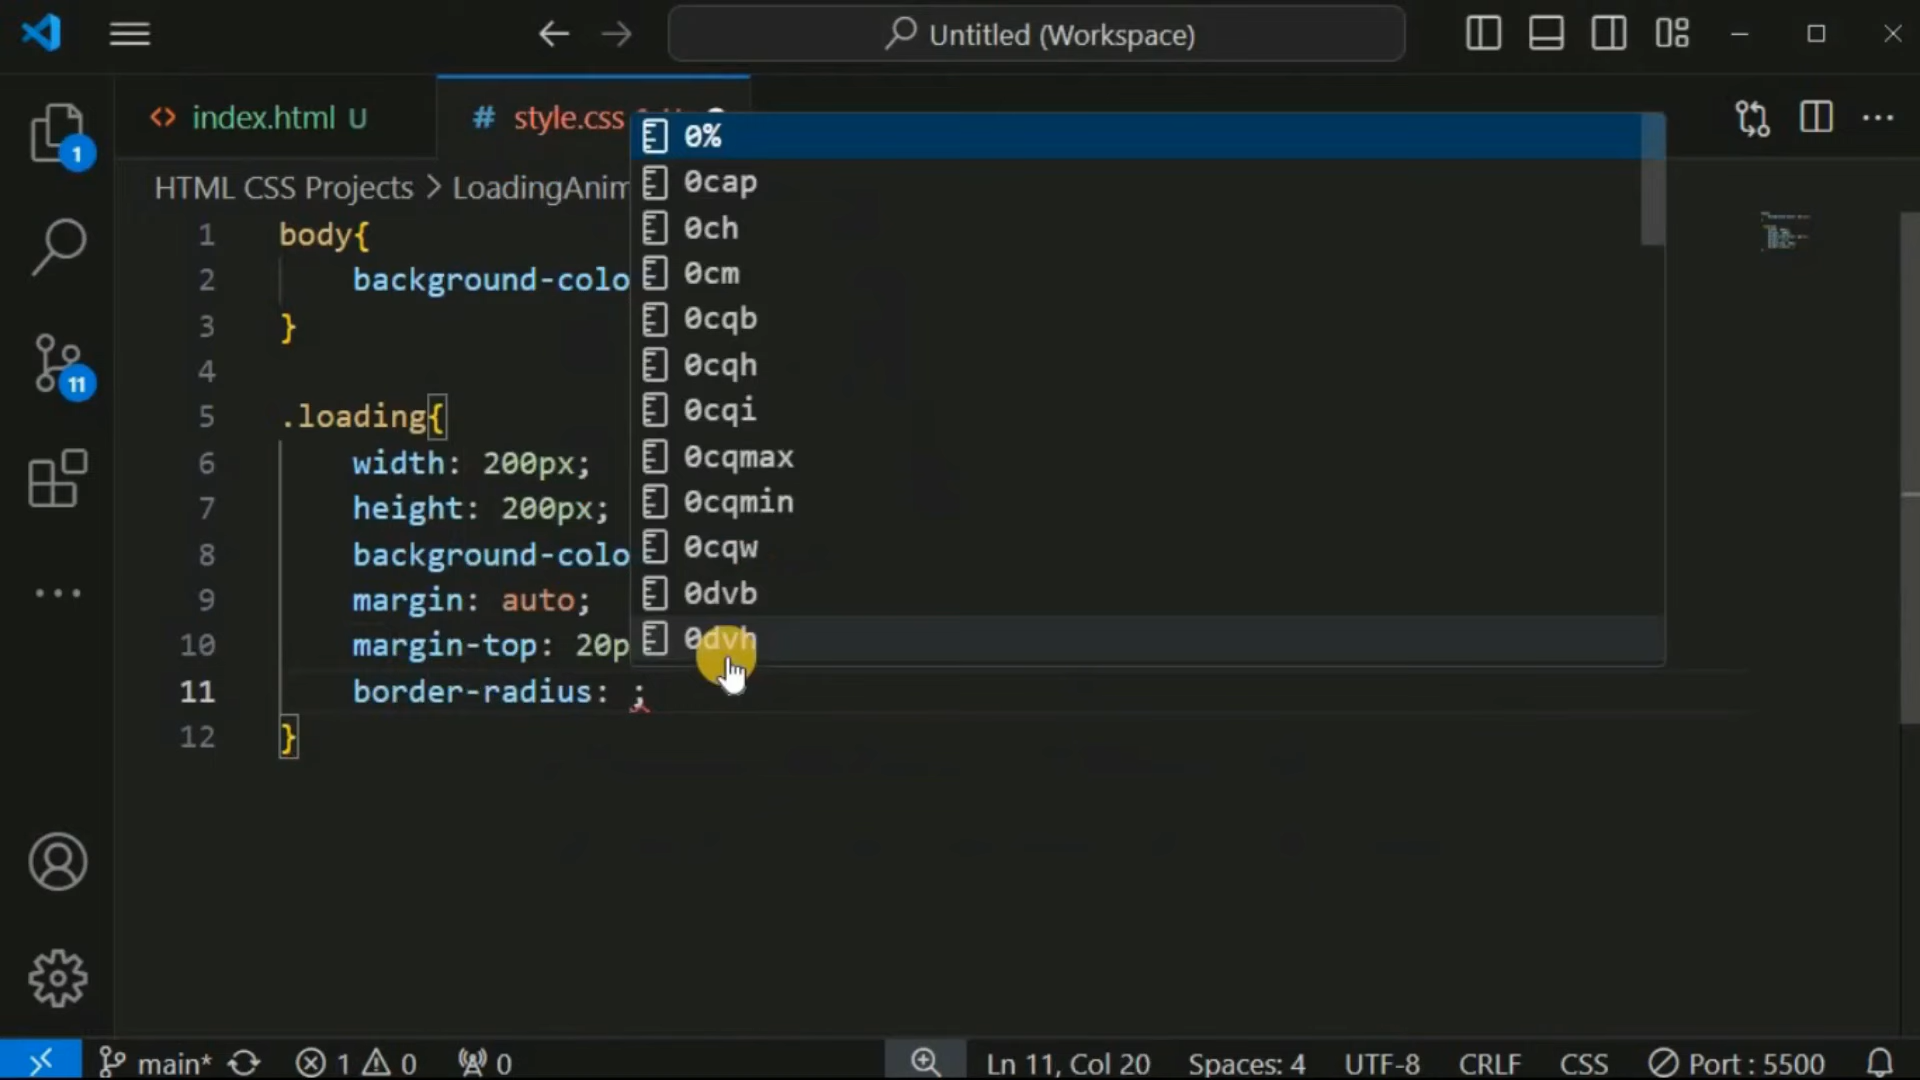 Untitled (Workspace)
index.html U
# style.css
HTML CSS Projects > LoadingAnim
1 body{
2 background-colo
3 }
4
5 .loading{
6 width: 200px;
7 height: 200px;
8 background-colo
9 margin: auto;
10 margin-top: 20p
11 border-radius: ;
12 }
0%
0cap
0ch
0cm
0cqb
0cqh
0cqi
0cqmax
0cqmin
0cqw
0dvb
0dvh
1
11
main* 1 0 0 Ln 11, Col 20 Spaces: 4 UTF-8 CRLF CSS Port : 5500